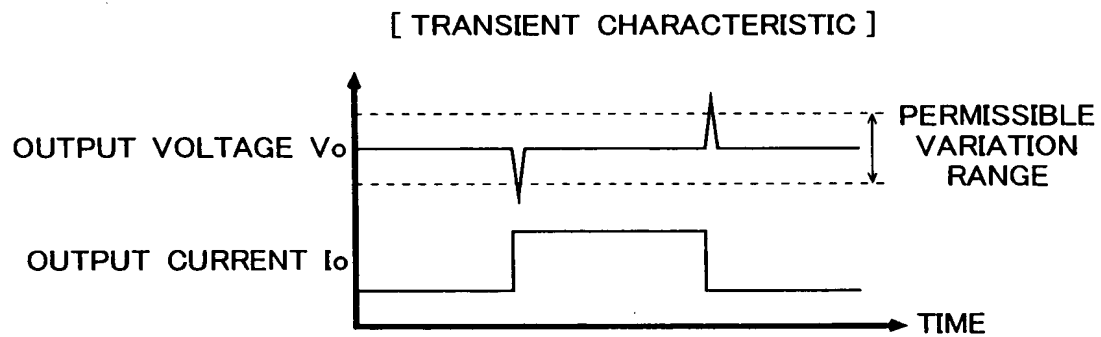 [ TRANSIENT CHARACTERISTIC ]
OUTPUT VOLTAGE Vo
PERMISSIBLE
VARIATION
RANGE
OUTPUT CURRENT Io
TIME